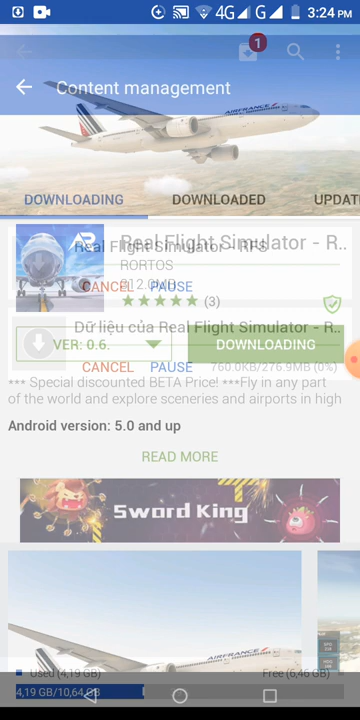 4G G 3:24 PM
1
Content management
AIRFRANCE
DOWNLOADING DOWNLOADED UPDAT
Real Flight Simulator - R..
Real Flight Simulator - RFS
RORTOS
CANCEL PAUSE
(3)
Dữ liệu của Real Flight Simulator - R..
VER: 0.6. DOWNLOADING
CANCEL PAUSE 760.0KB/276.9MB (0%)
*** Special discounted BETA Price! ***Fly in any part
of the world and explore sceneries and airports in high
Android version: 5.0 and up
READ MORE
Sword King
AIRFRANCE
Used (4,19 GB) Free (6,46 GB)
4,19 GB/10,64 GB